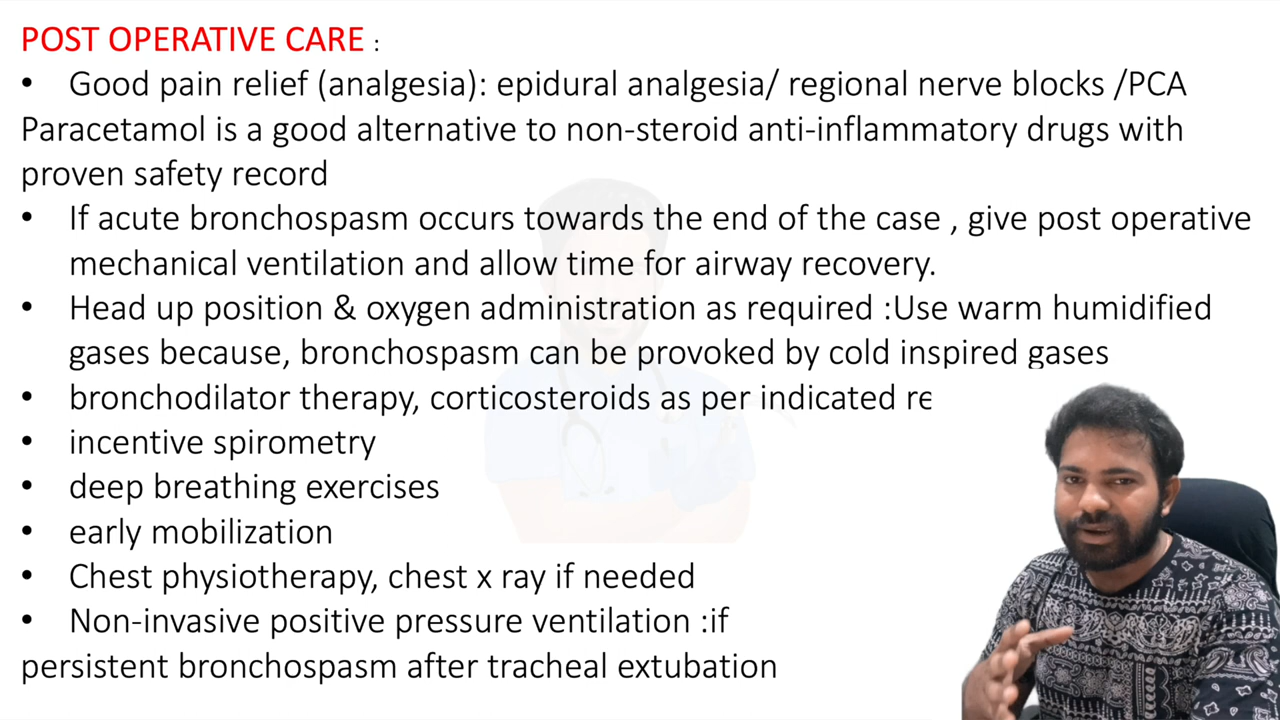 POST OPERATIVE CARE :
• Good pain relief (analgesia): epidural analgesia/ regional nerve blocks /PCA
Paracetamol is a good alternative to non-steroid anti-inflammatory drugs with
proven safety record
• If acute bronchospasm occurs towards the end of the case , give post operative
mechanical ventilation and allow time for airway recovery.
• Head up position & oxygen administration as required :Use warm humidified
gases because, bronchospasm can be provoked by cold inspired gases
• bronchodilator therapy, corticosteroids as per indicated
• incentive spirometry
• deep breathing exercises
• early mobilization
• Chest physiotherapy, chest x ray if needed
• Non-invasive positive pressure ventilation :if
persistent bronchospasm after tracheal extubation